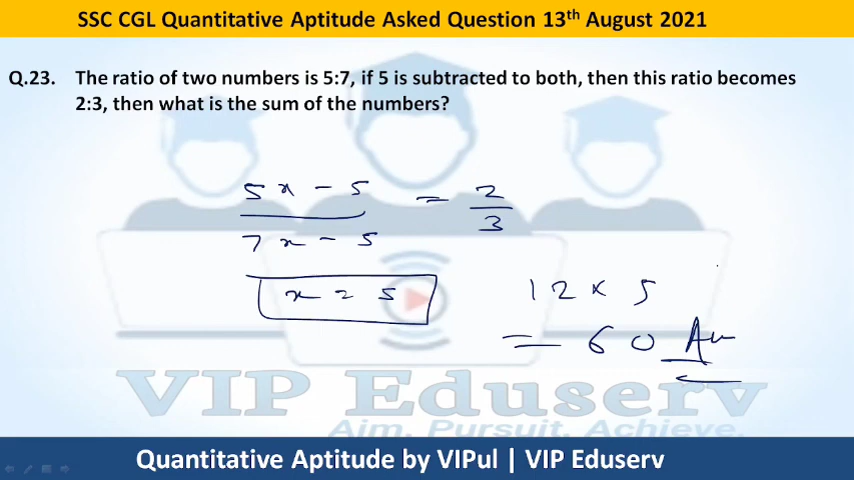 SSC CGL Quantitative Aptitude Asked Question 13th August 2021
Q.23. The ratio of two numbers is 5:7, if 5 is subtracted to both, then this ratio becomes
2:3, then what is the sum of the numbers?
5x - 5 = 2
7x - 5 3
x = 5
12 x 5
= 60 An
VIP Eduserv
Aim. Pursuit. Achieve.
Quantitative Aptitude by VIPul | VIP Eduserv